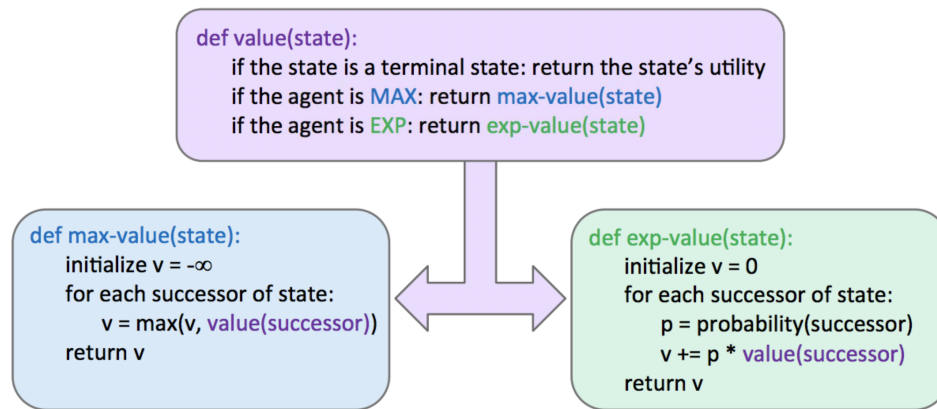 def value(state):
if the state is a terminal state: return the state's utility
if the agent is MAX: return max-value(state)
if the agent is EXP: return exp-value(state)
def max-value(state):
initialize v = -∞
for each successor of state:
v = max(v, value(successor))
return v
def exp-value(state):
initialize v = 0
for each successor of state:
p = probability(successor)
v += p * value(successor)
return v